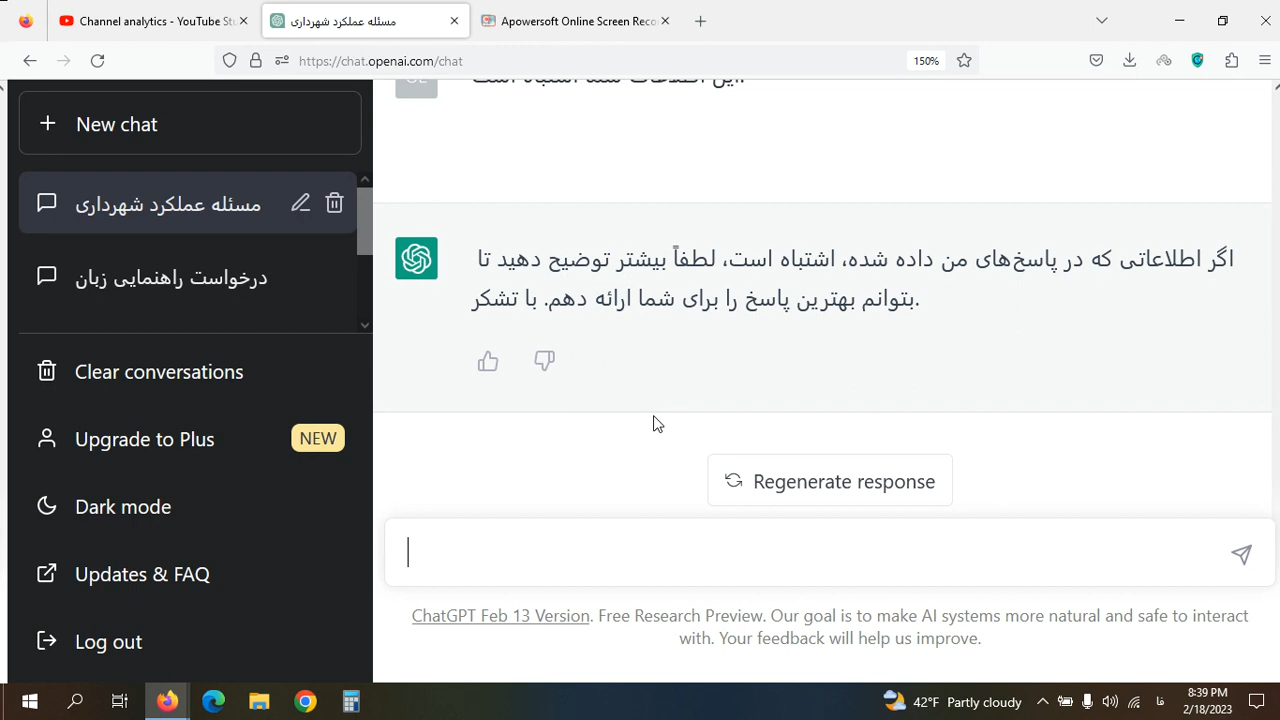 Channel analytics - YouTube Stu
مسئله عملکرد شهرداری
Apowersoft Online Screen Reco
https://chat.openai.com/chat
150%
New chat
مسئله عملکرد شهرداری
درخواست راهنمایی زبان
Clear conversations
Upgrade to Plus
NEW
Dark mode
Updates & FAQ
Log out
اگر اطلاعاتی که در پاسخ‌های من داده شده، اشتباه است، لطفاً بیشتر توضیح دهید تا
بتوانم بهترین پاسخ را برای شما ارائه دهم. با تشکر.
Regenerate response
ChatGPT Feb 13 Version. Free Research Preview. Our goal is to make AI systems more natural and safe to interact
with. Your feedback will help us improve.
42°F Partly cloudy
فا
8:39 PM
2/18/2023